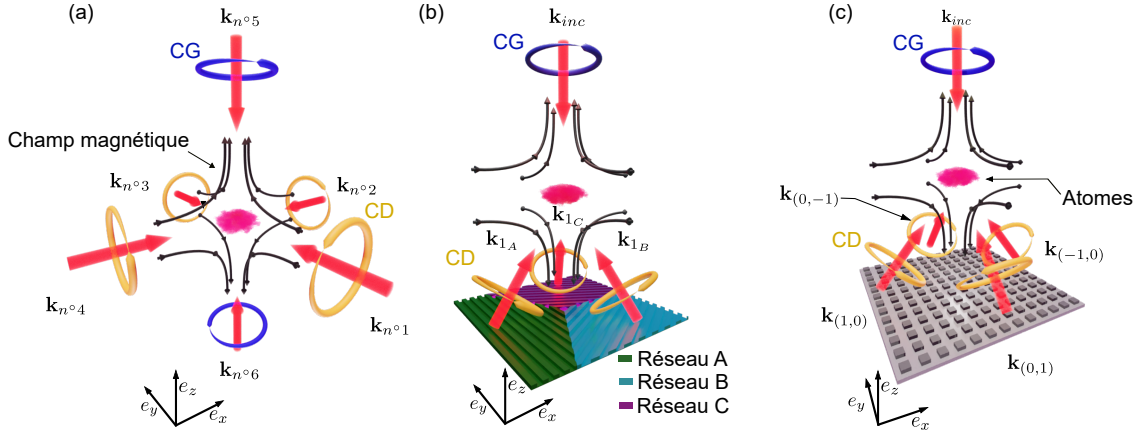 (a)
k_{n°5}
CG
Champ magnétique
k_{n°3}
k_{n°2}
CD
k_{n°4}
k_{n°1}
k_{n°6}
e_z
e_y
e_x
(b)
k_{inc}
CG
k_{1_C}
k_{1_A}
k_{1_B}
CD
Réseau A
Réseau B
Réseau C
e_z
e_y
e_x
(c)
k_{inc}
CG
k_{(0,-1)}
Atomes
CD
k_{(-1,0)}
k_{(1,0)}
k_{(0,1)}
e_z
e_y
e_x